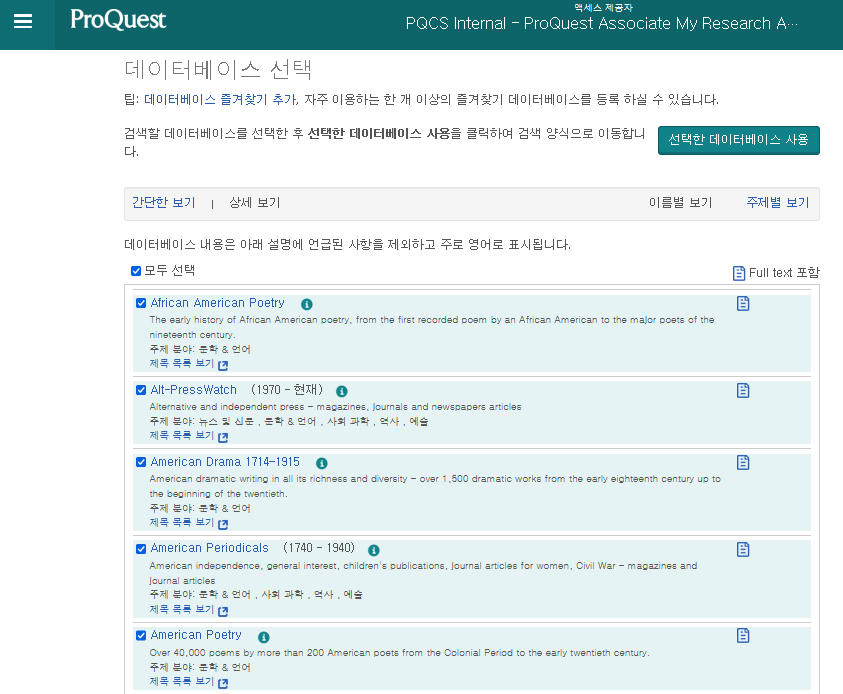 ProQuest
액세스 제공자
PQCS Internal - ProQuest Associate My Research A...
데이터베이스 선택
팁: 데이터베이스 즐겨찾기 추가, 자주 이용하는 한 개 이상의 즐겨찾기 데이터베이스를 등록 하실 수 있습니다.
검색할 데이터베이스를 선택한 후 선택한 데이터베이스 사용을 클릭하여 검색 양식으로 이동합니
다.
선택한 데이터베이스 사용
간단한 보기 | 상세 보기 이름별 보기 주제별 보기
데이터베이스 내용은 아래 설명에 언급된 사항을 제외하고 주로 영어로 표시됩니다.
모두 선택 Full text 포함
African American Poetry
The early history of African American poetry, from the first recorded poem by an African American to the major poets of the
nineteenth century.
주제 분야: 문학 & 언어
제목 목록 보기
Alt-PressWatch (1970 - 현재)
Alternative and independent press - magazines, journals and newspapers articles
주제 분야: 뉴스 및 신문 , 문학 & 언어 , 사회 과학 , 역사 , 예술
제목 목록 보기
American Drama 1714-1915
American dramatic writing in all its richness and diversity - over 1,500 dramatic works from the early eighteenth century up to
the beginning of the twentieth.
주제 분야: 문학 & 언어
제목 목록 보기
American Periodicals (1740 - 1940)
American independence, general interest, children's publications, journal articles for women, Civil War - magazines and
journal articles
주제 분야: 문학 & 언어 , 사회 과학 , 역사 , 예술
제목 목록 보기
American Poetry
Over 40,000 poems by more than 200 American poets from the Colonial Period to the early twentieth century.
주제 분야: 문학 & 언어
제목 목록 보기